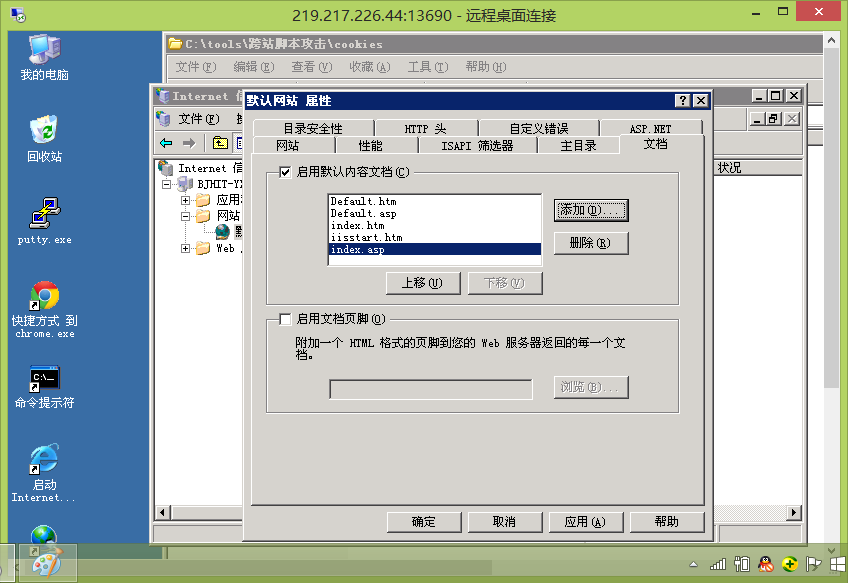 219.217.226.44:13690 - 远程桌面连接
我的电脑
回收站
putty.exe
快捷方式 到
chrome.exe
命令提示符
启动
Internet...
C:\tools\跨站脚本攻击\cookies
文件(F) 编辑(E) 查看(V) 收藏(A) 工具(T) 帮助(H)
Internet
文件(F)
Internet
应用
网站
Web
状况
默认网站 属性
目录安全性 HTTP 头 自定义错误 ASP.NET
网站 性能 ISAPI 筛选器 主目录 文档
启用默认内容文档(C)
Default.htm
Default.asp
index.htm
iisstart.htm
index.asp
添加(D)...
删除(R)
上移(U) 下移(V)
启用文档页脚(O)
附加一个 HTML 格式的页脚到您的 Web 服务器返回的每一个文
档。
浏览(B)...
确定 取消 应用(A) 帮助